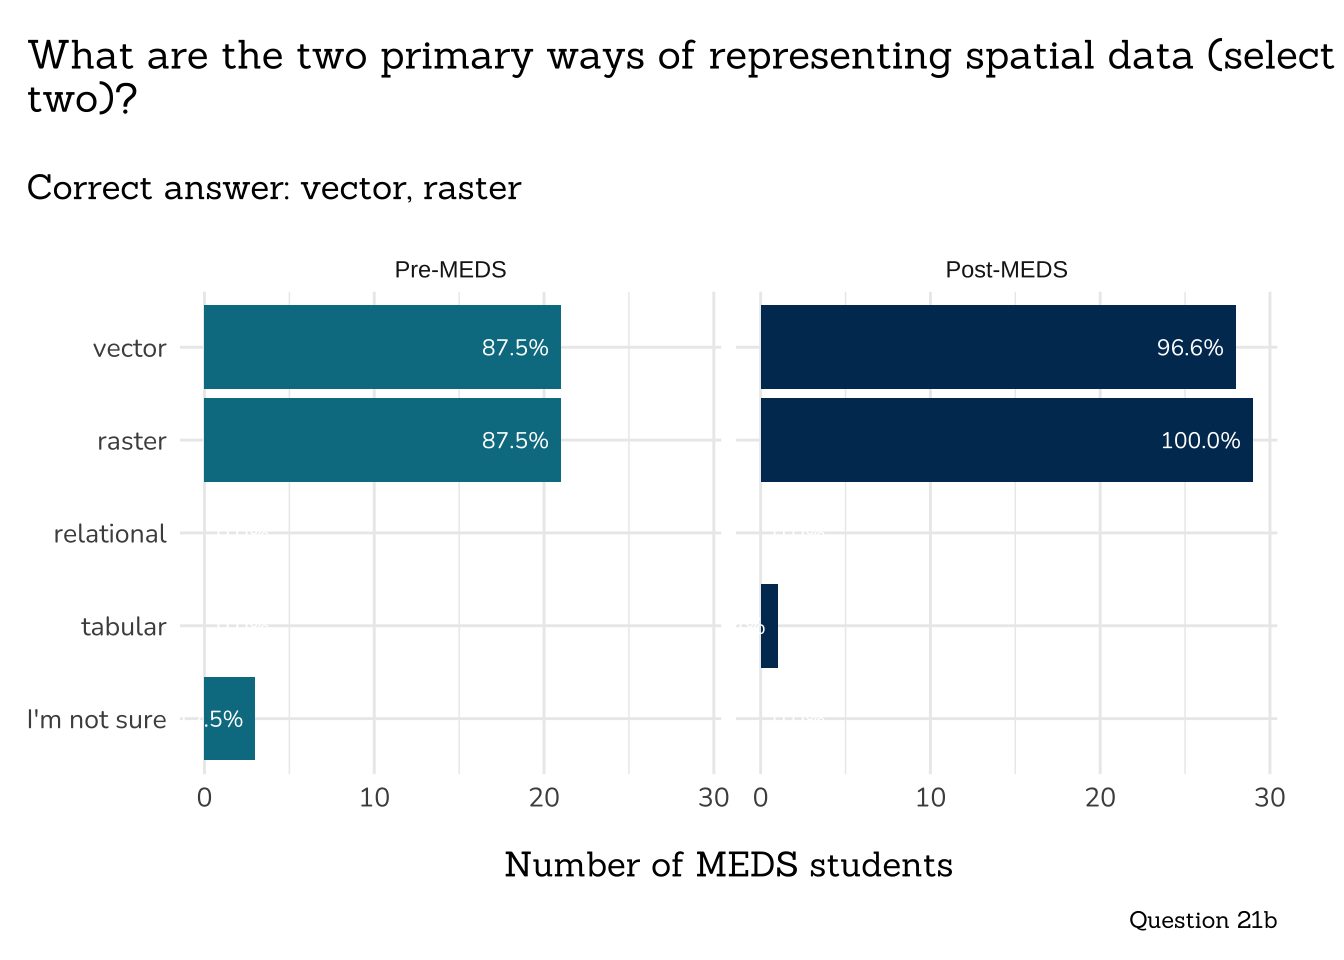 What are the two primary ways of representing spatial data (select
two)?
Correct answer: vector, raster
Pre-MEDS
Post-MEDS
vector
87.5%
96.6%
raster
87.5%
100.0%
relational
tabular
I'm not sure
.5%
0 10 20 30 0 10 20 30
Number of MEDS students
Question 21b